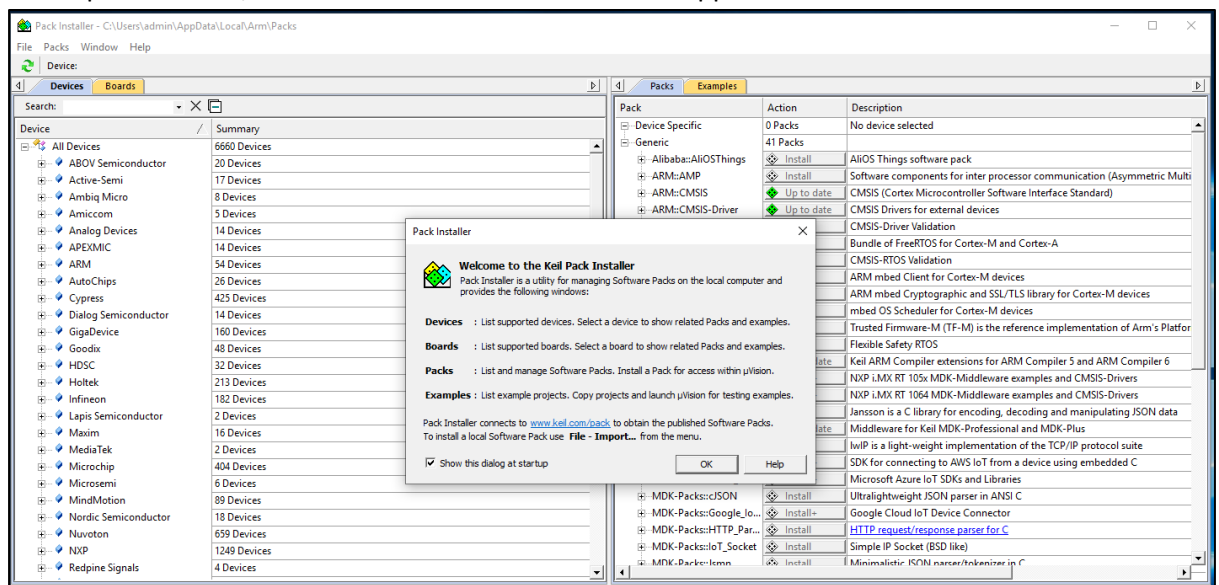 Pack Installer - C:\Users\admin\AppData\Local\Arm\Packs
File Packs Window Help
Device:
Devices Boards
Search:
Device Summary
All Devices 6660 Devices
ABOV Semiconductor 20 Devices
Active-Semi 17 Devices
Ambiq Micro 8 Devices
Amiccom 5 Devices
Analog Devices 14 Devices
APEXMIC 14 Devices
ARM 54 Devices
AutoChips 26 Devices
Cypress 425 Devices
Dialog Semiconductor 14 Devices
GigaDevice 160 Devices
Goodix 48 Devices
HDSC 32 Devices
Holtek 213 Devices
Infineon 182 Devices
Lapis Semiconductor 2 Devices
Maxim 16 Devices
MediaTek 2 Devices
Microchip 404 Devices
Microsemi 6 Devices
MindMotion 89 Devices
Nordic Semiconductor 18 Devices
Nuvoton 659 Devices
NXP 1249 Devices
Redpine Signals 4 Devices
Packs Examples
Pack Action Description
Device Specific 0 Packs No device selected
Generic 41 Packs
Alibaba::AliOSThings Install AliOS Things software pack
ARM::AMP Install Software components for inter processor communication (Asymmetric Multi
ARM::CMSIS Up to date CMSIS (Cortex Microcontroller Software Interface Standard)
ARM::CMSIS-Driver Up to date CMSIS Drivers for external devices
CMSIS-Driver Validation
Bundle of FreeRTOS for Cortex-M and Cortex-A
CMSIS-RTOS Validation
ARM mbed Client for Cortex-M devices
ARM mbed Cryptographic and SSL/TLS library for Cortex-M devices
mbed OS Scheduler for Cortex-M devices
Trusted Firmware-M (TF-M) is the reference implementation of Arm's Platfor
Flexible Safety RTOS
Keil ARM Compiler extensions for ARM Compiler 5 and ARM Compiler 6
NXP i.MX RT 105x MDK-Middleware examples and CMSIS-Drivers
NXP i.MX RT 1064 MDK-Middleware examples and CMSIS-Drivers
Jansson is a C library for encoding, decoding and manipulating JSON data
Middleware for Keil MDK-Professional and MDK-Plus
lwIP is a light-weight implementation of the TCP/IP protocol suite
SDK for connecting to AWS IoT from a device using embedded C
Microsoft Azure IoT SDKs and Libraries
MDK-Packs::cJSON Install Ultralightweight JSON parser in ANSI C
MDK-Packs::Google_Io... Install+ Google Cloud IoT Device Connector
MDK-Packs::HTTP_Par... Install HTTP request/response parser for C
MDK-Packs::IoT_Socket Install Simple IP Socket (BSD like)
MDK-Packs::Jsmn Install Minimalistic JSON parser/tokenizer in C
Pack Installer
Welcome to the Keil Pack Installer
Pack Installer is a utility for managing Software Packs on the local computer and
provides the following windows:
Devices : List supported devices. Select a device to show related Packs and examples.
Boards : List supported boards. Select a board to show related Packs and examples.
Packs : List and manage Software Packs. Install a Pack for access within µVision.
Examples : List example projects. Copy projects and launch µVision for testing examples.
Pack Installer connects to www.keil.com/pack to obtain the published Software Packs.
To install a local Software Pack use File - Import... from the menu.
Show this dialog at startup
OK Help